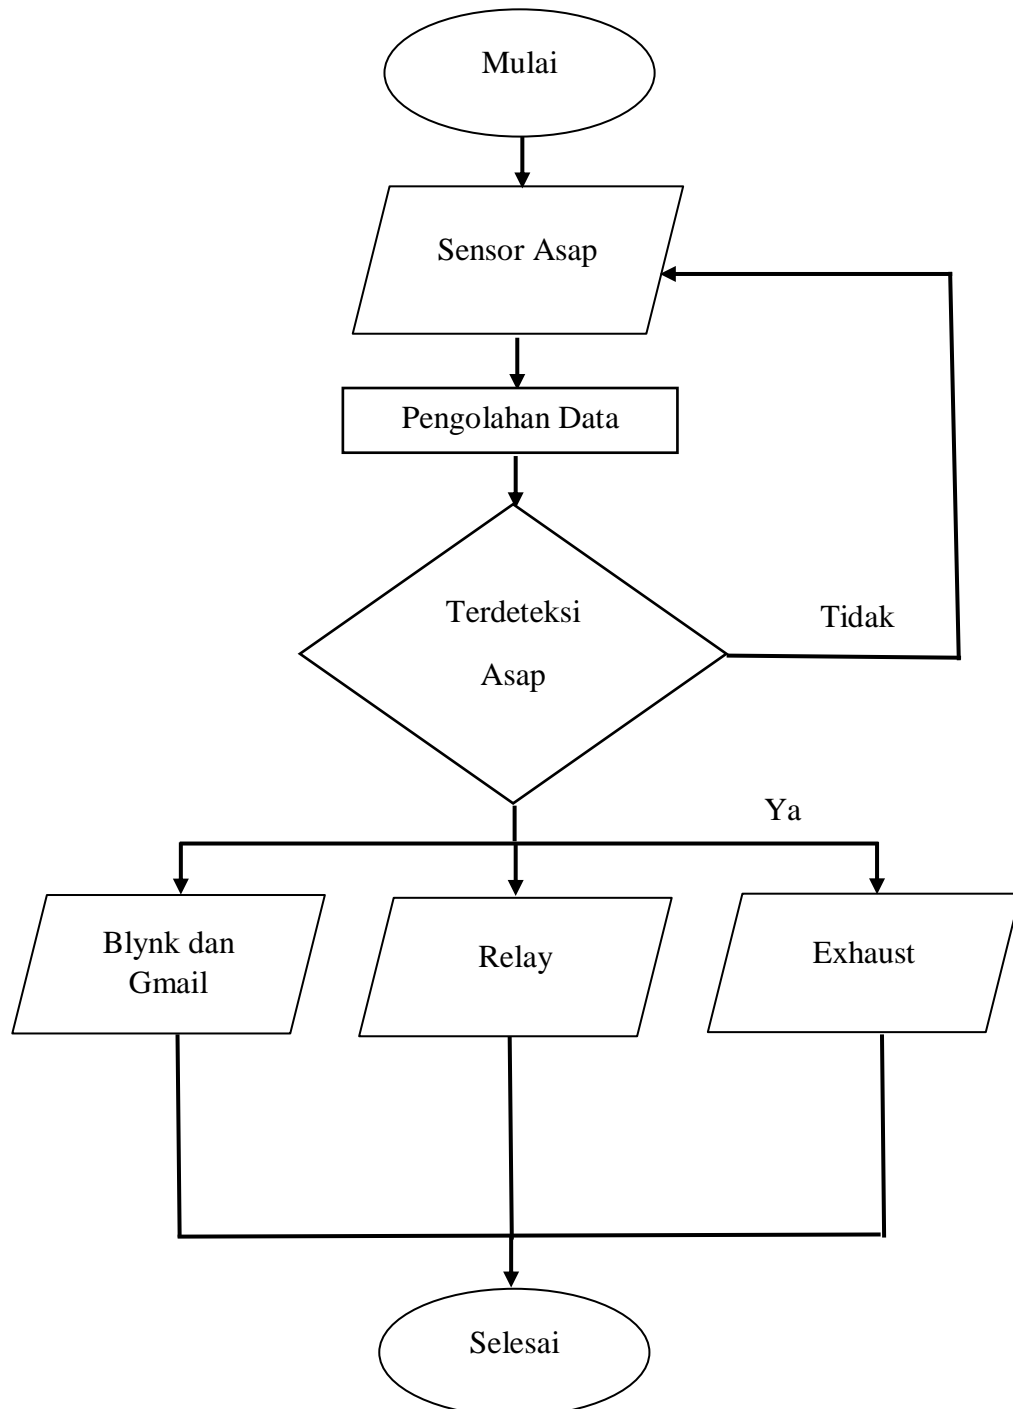 Mulai
Sensor Asap
Pengolahan Data
Terdeteksi
Asap
Tidak
Ya
Blynk dan
Gmail
Relay
Exhaust
Selesai